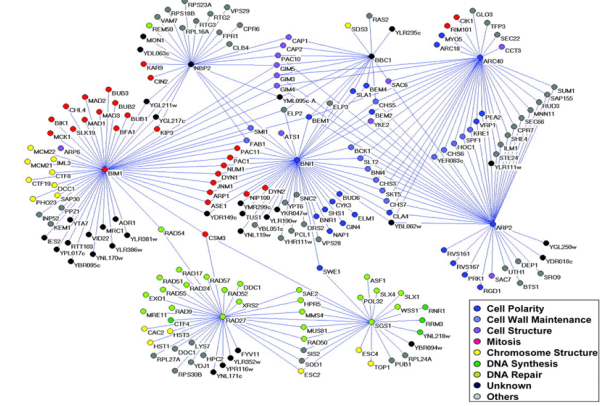 RPS23A
RPS18B
RTG3
VPS29
VAM7
RTG2
REM50
RPL16A
CPR6
MON1
FPR1
YDL063c
CLB4
KAR9
NBP2
CIN2
SDS3
RAS2
YLR235c
CAP1
CAP2
PAC10
GIM5
GIM3
GIM4
YML095c-A
BBC1
GLO3
CIK1
TFP3
RIM101
MYO5
SEC22
ARC18
CCT3
ARC40
SAC6
BEM4
SLA1
CHS5
ELP3
ELP2
BEM1
BEM2
YKE2
SUM1
SAP155
RUD3
MNN11
SEC66
CPR7
SHE4
ILM1
STE24
YLR111w
PEA2
VRP1
KRE1
SPF1
HOC1
CHS6
YER083c
BUB3
MAD2
BUB2
CHL4
MAD3
BUB1
BIK1
MAD1
SLK19
BFA1
MCK1
YGL211w
YGL217c
KIP3
MCM22
ARP6
IML3
MCM21
CTF8
CTF19
DCC1
SAP30
PHO23
PPZ1
INP52
KEM1
YTA7
AOR1
MRC1
IES2
VID22
YLR381w
RTT103
YPL017c
YLR386w
YNL170w
YBR095c
BIM1
SMI1
FAB1
ATS1
PAC11
PAC1
NUM1
DYN1
JNM1
ARP1
ASE1
YDR149c
NIP100
DYN2
YMR299c
TUS1
YLR190w
YBL051c
YNL119w
SNC2
YPT6
YKR047w
DRS2
PCL1
YHR111w
VPS28
BUD6
CYK3
SHS1
ELM1
GIN4
NAP1
BNI1
BCK1
SLT2
BNI4
CHS3
SKT5
CHS7
CLA4
YBL062w
ARP2
YGL250w
RVS161
YDR018c
RVS167
DEP1
PRK1
UTH1
SRO9
SAC7
RGD1
BTS1
RAD54
CSM3
SWE1
RAD17
RAD57
RAD51
DDC1
RAD55
RAD52
EXO1
RAD24
XRS2
MRE11
RAD9
CTF4
CAC2
HST3
HST1
LYS7
DOC1
FYV11
RPL27A
HPC2
YLR352w
YDJ1
YPR116w
RPS30B
YNL171c
RAD27
SAE2
HPR5
MMS4
MUS81
RAD50
SIS2
SOD1
ESC2
ASF1
SLX4
POL32
SLX1
WSS1
RNR1
RRM3
YNL218w
YBR094w
ESC4
RPL24A
TOP1
PUB1
SGS1
Cell Polarity
Cell Wall Maintenance
Cell Structure
Mitosis
Chromosome Structure
DNA Synthesis
DNA Repair
Unknown
Others